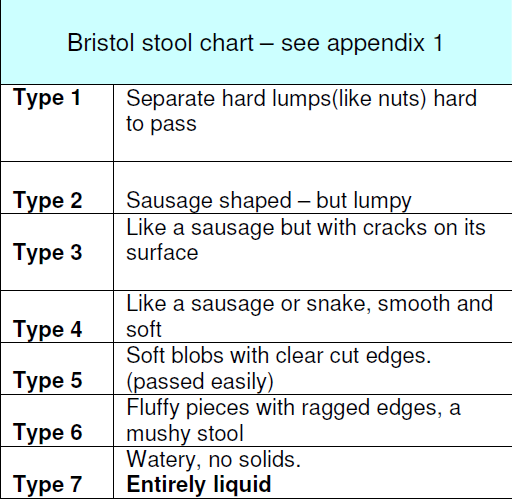 Bristol stool chart – see appendix 1
Type 1
Separate hard lumps(like nuts) hard
to pass
Type 2
Sausage shaped – but lumpy
Type 3
Like a sausage but with cracks on its
surface
Type 4
Like a sausage or snake, smooth and
soft
Type 5
Soft blobs with clear cut edges.
(passed easily)
Type 6
Fluffy pieces with ragged edges, a
mushy stool
Type 7
Watery, no solids.
Entirely liquid